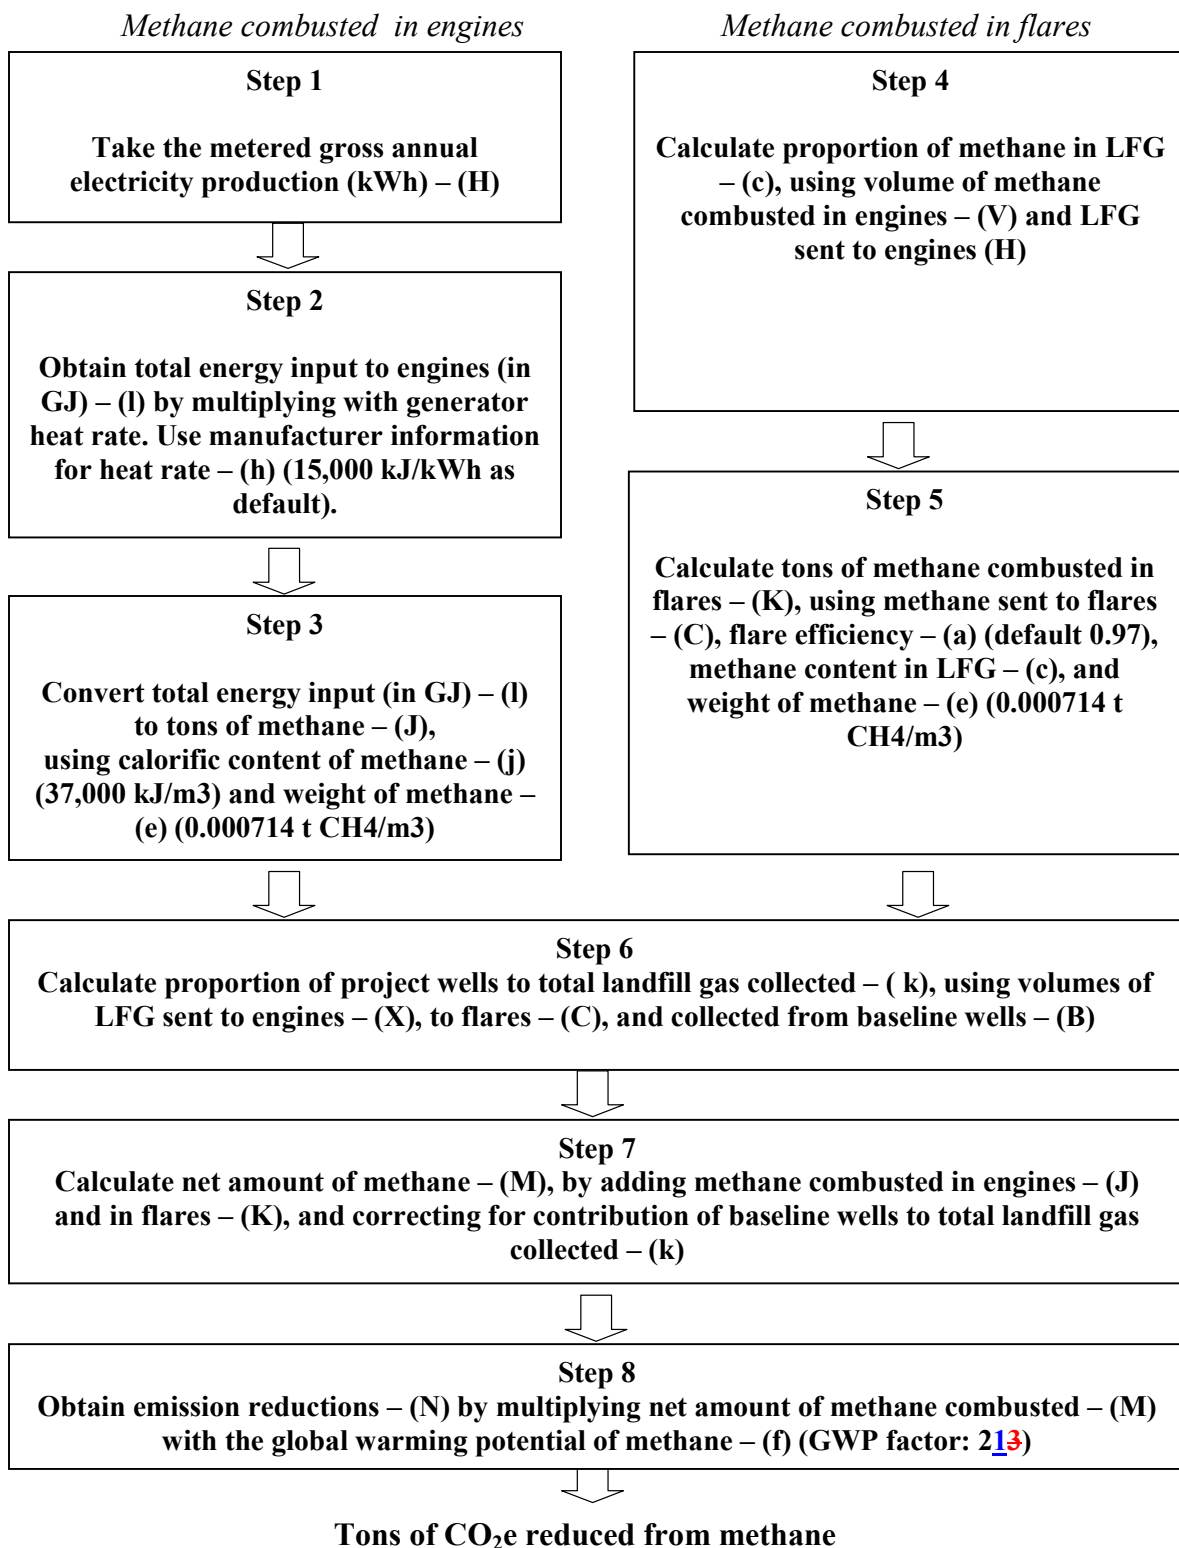 Methane combusted in engines
Step 1
Take the metered gross annual
electricity production (kWh) – (H)
Step 2
Obtain total energy input to engines (in
GJ) – (l) by multiplying with generator
heat rate. Use manufacturer information
for heat rate – (h) (15,000 kJ/kWh as
default).
Step 3
Convert total energy input (in GJ) – (l)
to tons of methane – (J),
using calorific content of methane – (j)
(37,000 kJ/m3) and weight of methane –
(e) (0.000714 t CH4/m3)
Methane combusted in flares
Step 4
Calculate proportion of methane in LFG
– (c), using volume of methane
combusted in engines – (V) and LFG
sent to engines (H)
Step 5
Calculate tons of methane combusted in
flares – (K), using methane sent to flares
– (C), flare efficiency – (a) (default 0.97),
methane content in LFG – (c), and
weight of methane – (e) (0.000714 t
CH4/m3)
Step 6
Calculate proportion of project wells to total landfill gas collected – ( k), using volumes of
LFG sent to engines – (X), to flares – (C), and collected from baseline wells – (B)
Step 7
Calculate net amount of methane – (M), by adding methane combusted in engines – (J)
and in flares – (K), and correcting for contribution of baseline wells to total landfill gas
collected – (k)
Step 8
Obtain emission reductions – (N) by multiplying net amount of methane combusted – (M)
with the global warming potential of methane – (f) (GWP factor: 213)
Tons of CO₂e reduced from methane